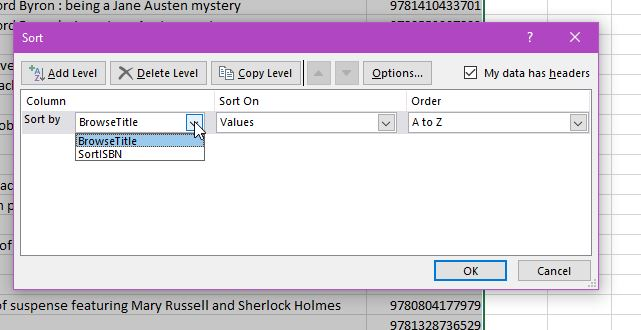 ord Byron : being a Jane Austen mystery 9781410433701
Sort
Add Level Delete Level Copy Level Options... My data has headers
Column Sort On Order
Sort by BrowseTitle Values A to Z
BrowseTitle
SortISBN
OK Cancel
of suspense featuring Mary Russell and Sherlock Holmes 9780804177979
9781328736529